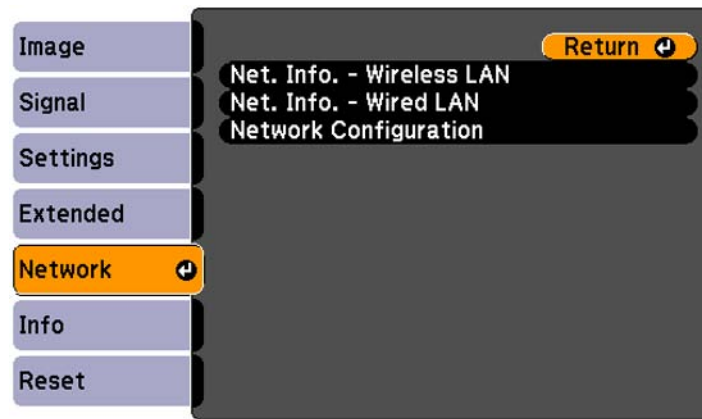 Image
Signal
Settings
Extended
Network
Info
Reset
Return
Net. Info. - Wireless LAN
Net. Info. - Wired LAN
Network Configuration